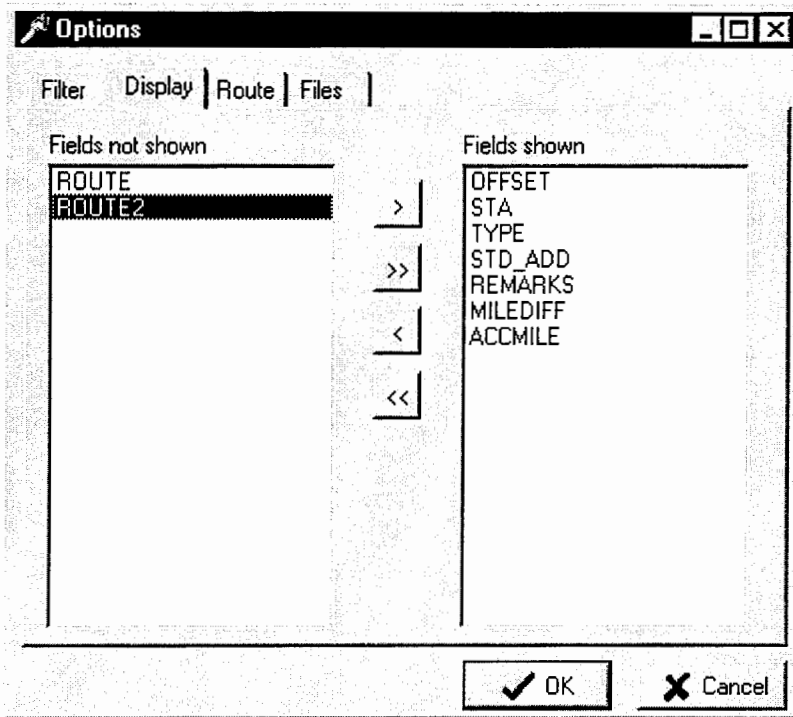 Options
Filter Display Route Files
Fields not shown
ROUTE
ROUTE2
>
>>
<
<<
Fields shown
OFFSET
STA
TYPE
STD_ADD
REMARKS
MILEDIFF
ACCMILE
OK Cancel